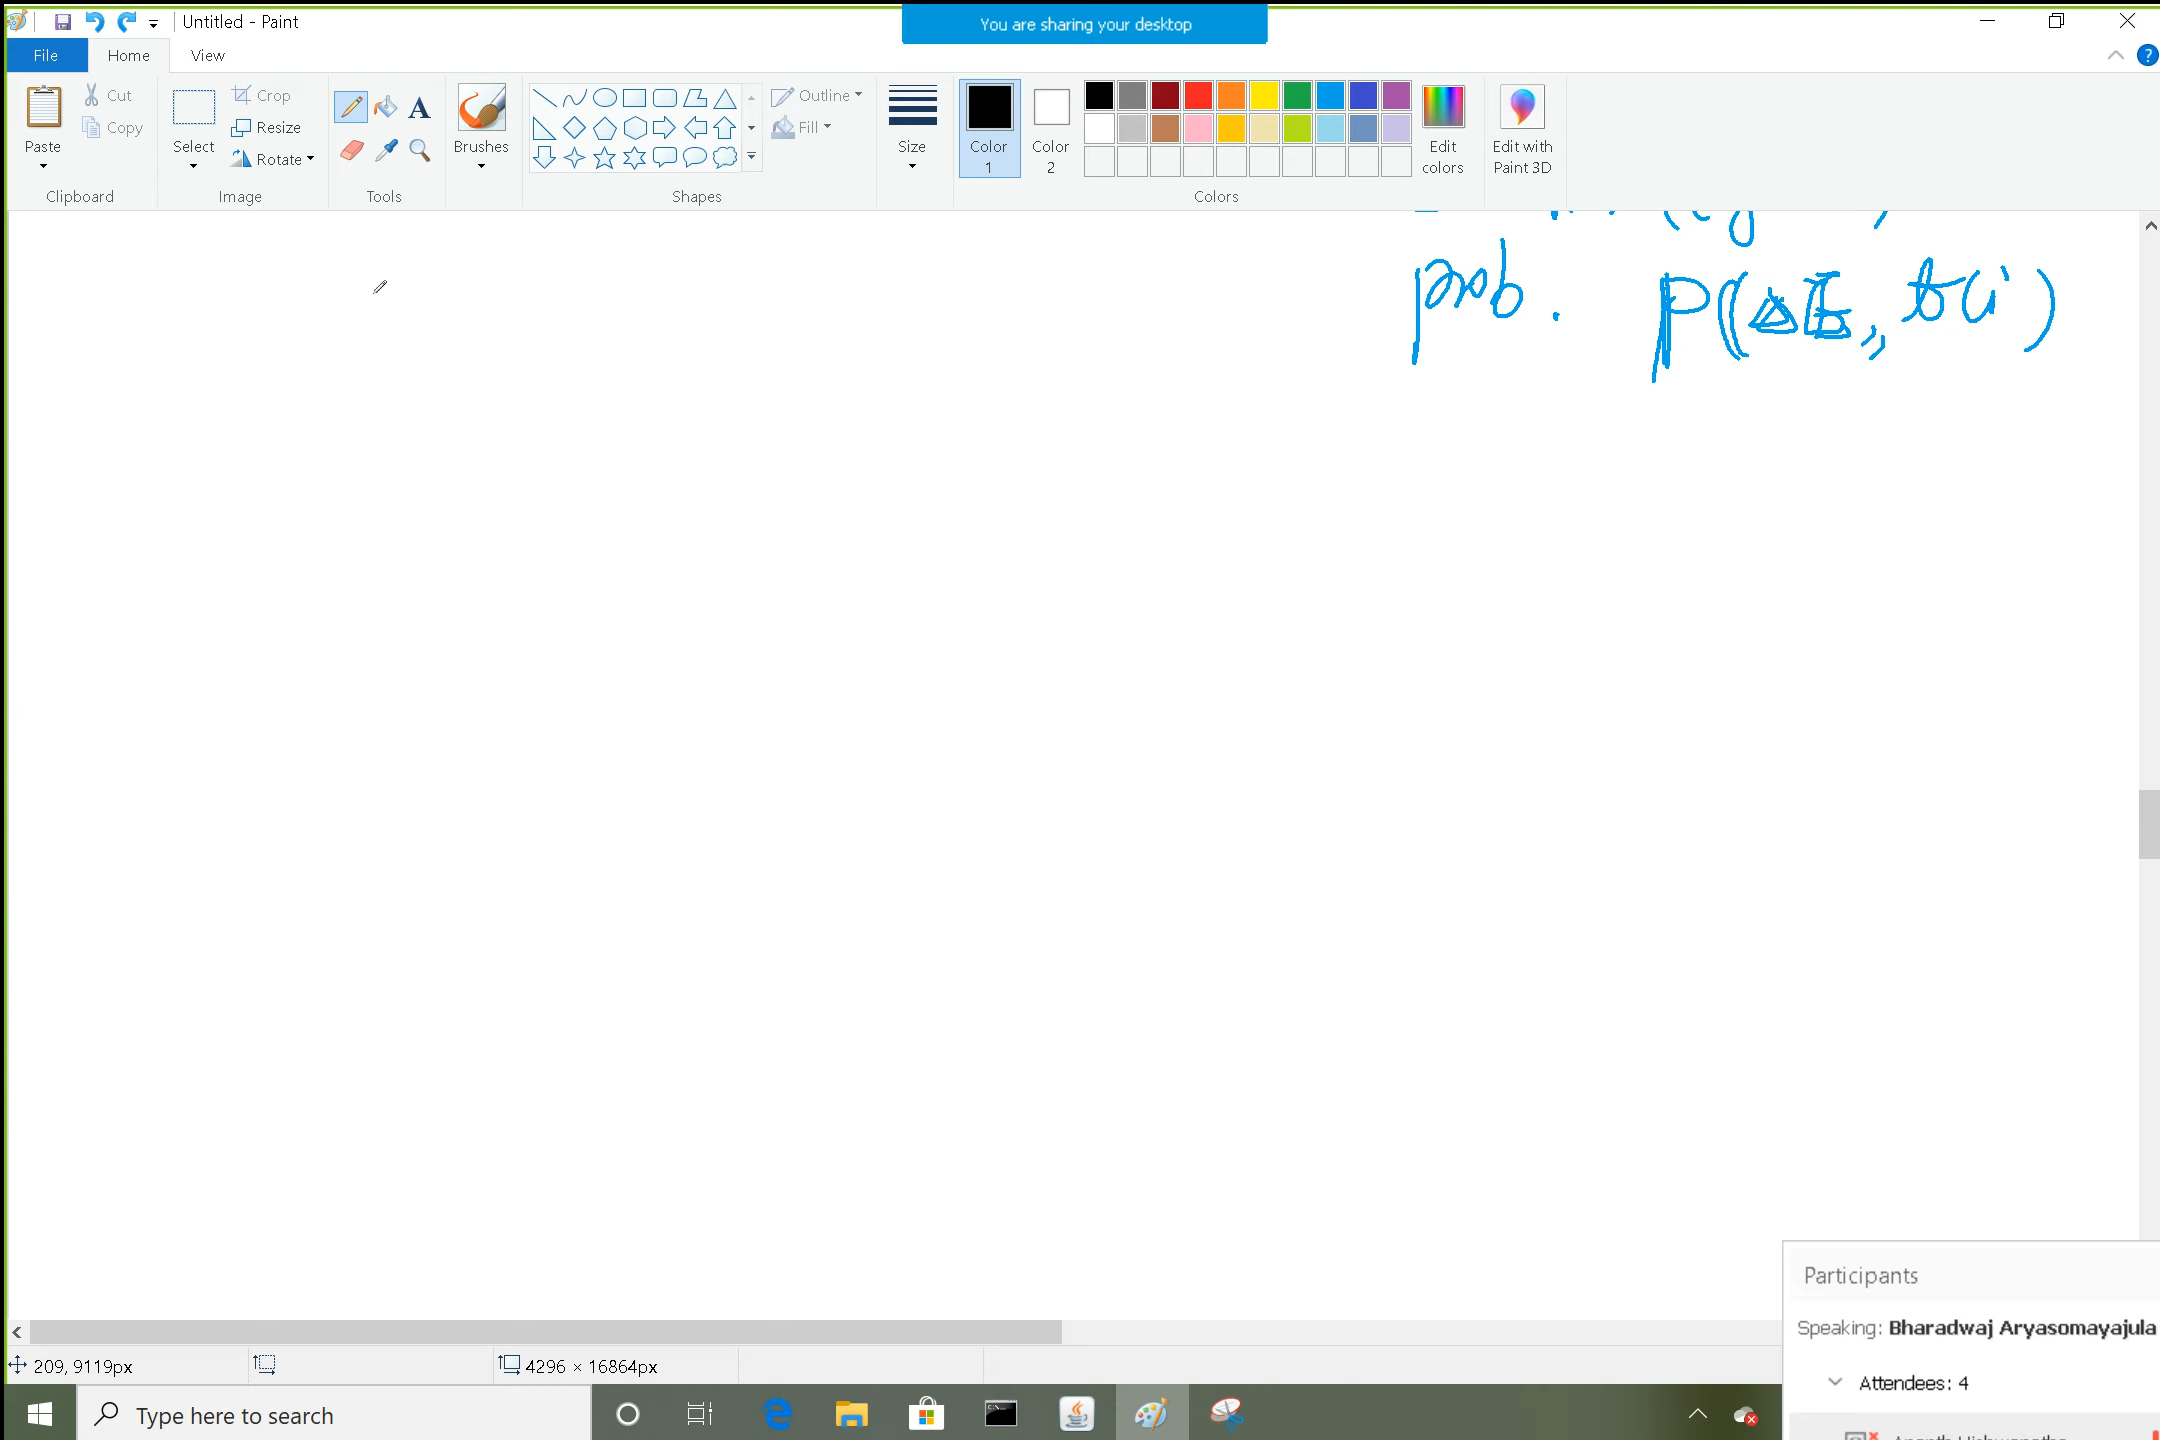 Untitled - Paint
You are sharing your desktop
File Home View
Cut
Copy
Paste
Clipboard
Crop
Resize
Rotate
Select
Image
A
Tools
Brushes
Outline
Fill
Shapes
Size
Color 1
Color 2
Colors
Edit colors
Edit with Paint 3D
prob. P(ΔE, t(i)
209, 9119px
4296 × 16864px
Participants
Speaking: Bharadwaj Aryasomayajula
Attendees: 4
Type here to search